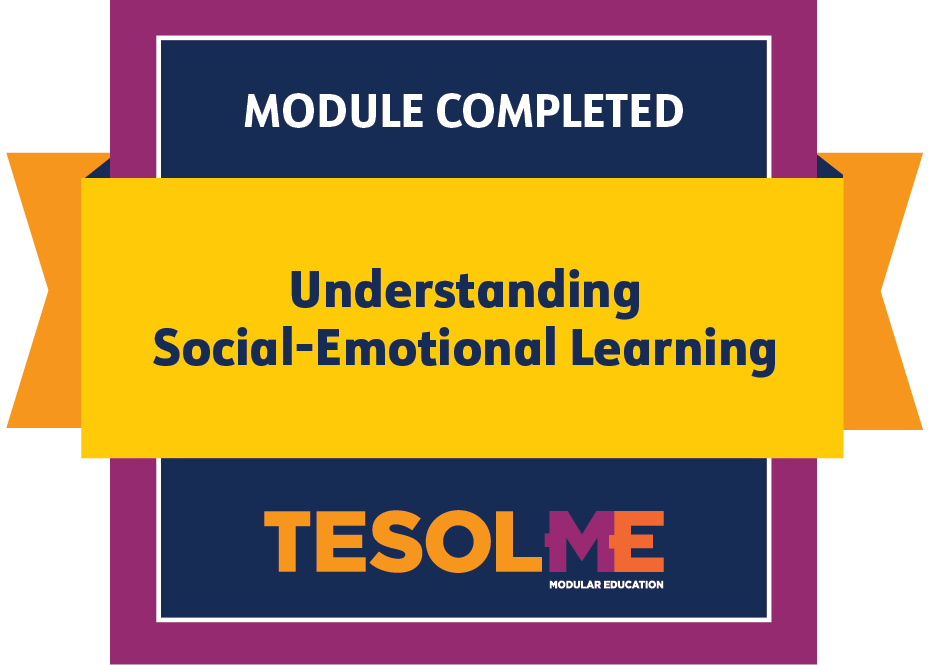 MODULE COMPLETED
Understanding
Social-Emotional Learning
TESOLME
MODULAR EDUCATION